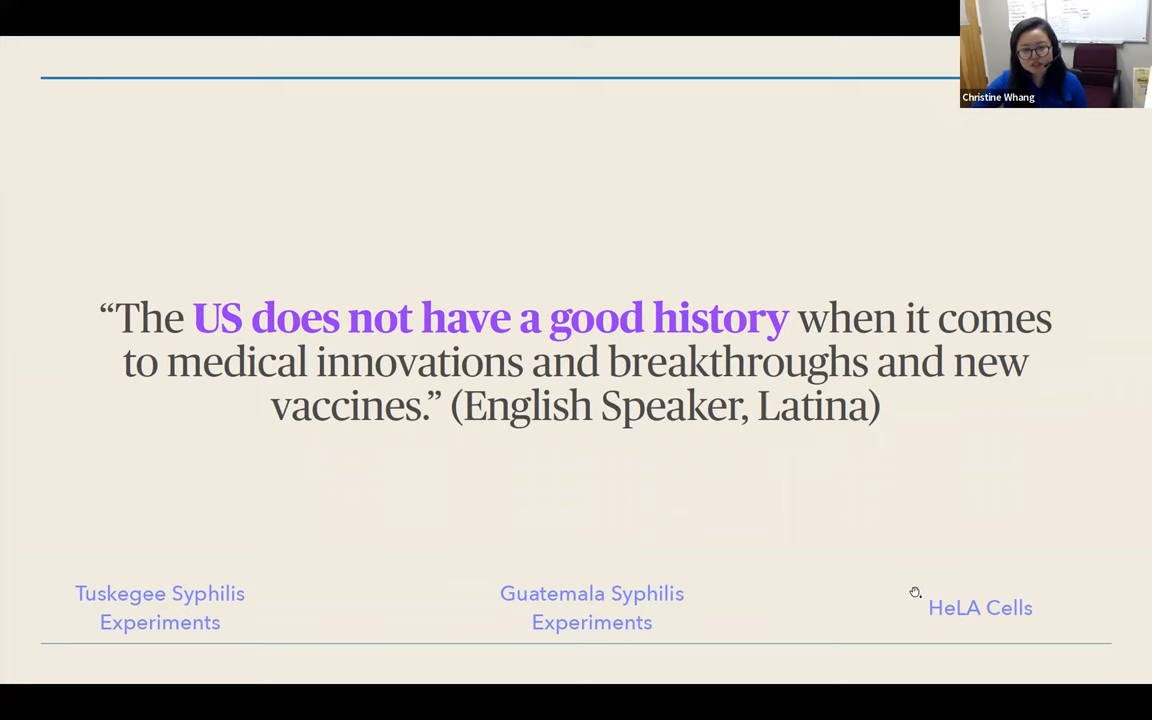 Christine Whang
“The US does not have a good history when it comes
to medical innovations and breakthroughs and new
vaccines.” (English Speaker, Latina)
Tuskegee Syphilis
Experiments
Guatemala Syphilis
Experiments
HeLA Cells